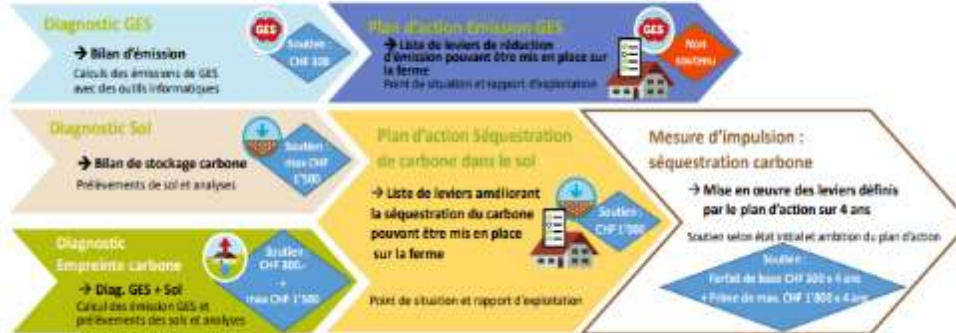 Diagnostic GES
→ Bilan d'émission
Calculs des émissions de GES
avec des outils informatiques
GES
Soutien :
CHF 300
Plan d'action Emission GES
→ Liste de leviers de réduction
d'émission pouvant être mis en place sur
la ferme
Point de situation et rapport d'exploitation
GES
Non
soutenu
Diagnostic Sol
→ Bilan de stockage carbone
Prélèvements de sol et analyses
Soutien :
max CHF
1'500
Diagnostic
Empreinte carbone
→ Diag. GES + Sol
Calcul des émission GES et
prélèvements des sols et analyses
Soutien
CHF 300.-
+
max CHF 1'500
Plan d'action Séquestration
de carbone dans le sol
→ Liste de leviers améliorant
la séquestration du carbone
pouvant être mis en place
sur la ferme
Point de situation et rapport d'exploitation
Soutien :
CHF 1'000
Mesure d'impulsion :
séquestration carbone
→ Mise en œuvre des leviers définis
par le plan d'action sur 4 ans
Soutien selon état initial et ambition du plan d'action
Soutien :
Forfait de base CHF 300 x 4 ans
+ Prime de max. CHF 1'800 x 4 ans